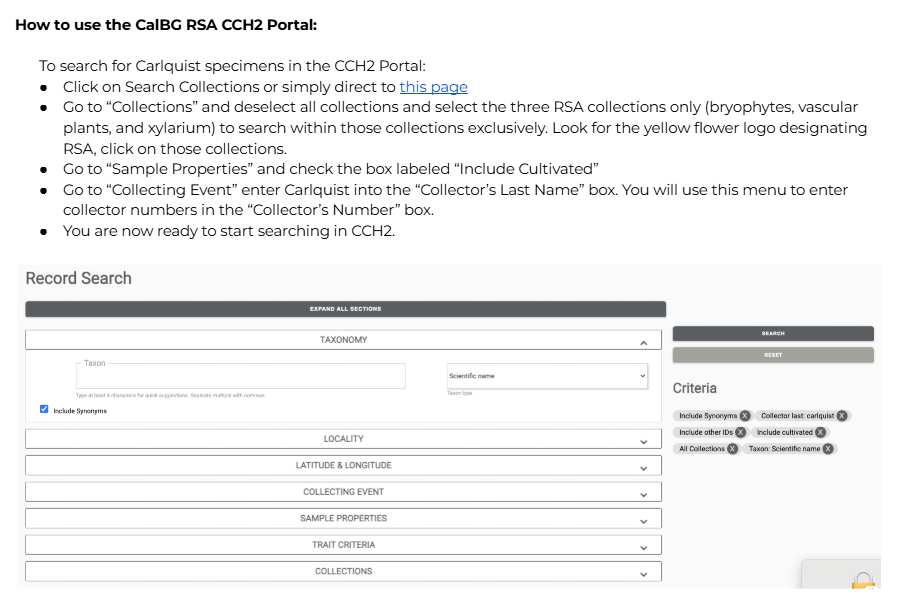 How to use the CalBG RSA CCH2 Portal:
To search for Carlquist specimens in the CCH2 Portal:
● Click on Search Collections or simply direct to this page
● Go to “Collections” and deselect all collections and select the three RSA collections only (bryophytes, vascular
plants, and xylarium) to search within those collections exclusively. Look for the yellow flower logo designating
RSA, click on those collections.
● Go to “Sample Properties” and check the box labeled “Include Cultivated”
● Go to “Collecting Event” enter Carlquist into the “Collector’s Last Name” box. You will use this menu to enter
collector numbers in the “Collector’s Number” box.
● You are now ready to start searching in CCH2.
Record Search
EXPAND ALL SECTIONS
TAXONOMY
Taxon
Scientific name
Type at least 4 characters for quick suggestions. Separate multiple with commas.
Taxon type
Include Synonyms
LOCALITY
LATITUDE & LONGITUDE
COLLECTING EVENT
SAMPLE PROPERTIES
TRAIT CRITERIA
COLLECTIONS
SEARCH
RESET
Criteria
Include Synonyms X Collector last: carlquist X
Include other IDs X Include cultivated X
All Collections X Taxon: Scientific name X